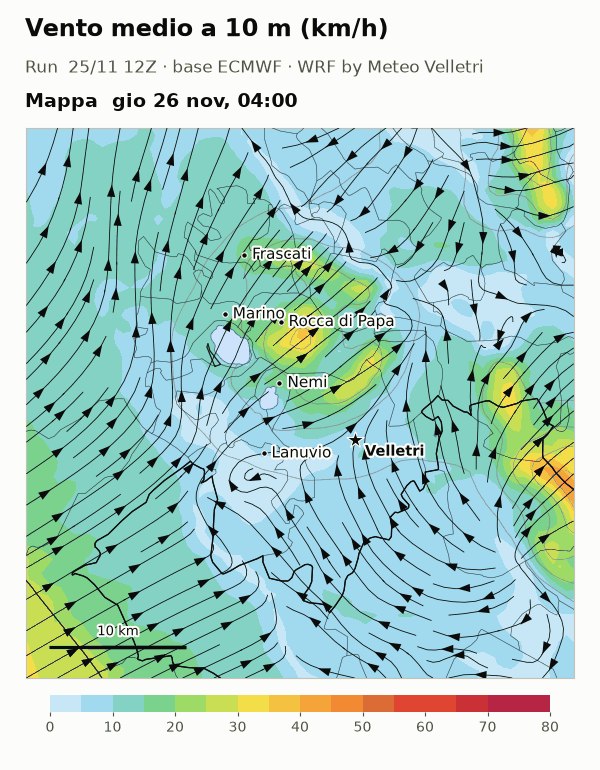 Vento medio a 10 m (km/h)
Run  25/11 12Z · base ECMWF · WRF by Meteo Velletri
Mappa  gio 26 nov, 04:00
Frascati
Marino
Rocca di Papa
Nemi
Velletri
Lanuvio
10 km
0 10 20 30 40 50 60 70 80